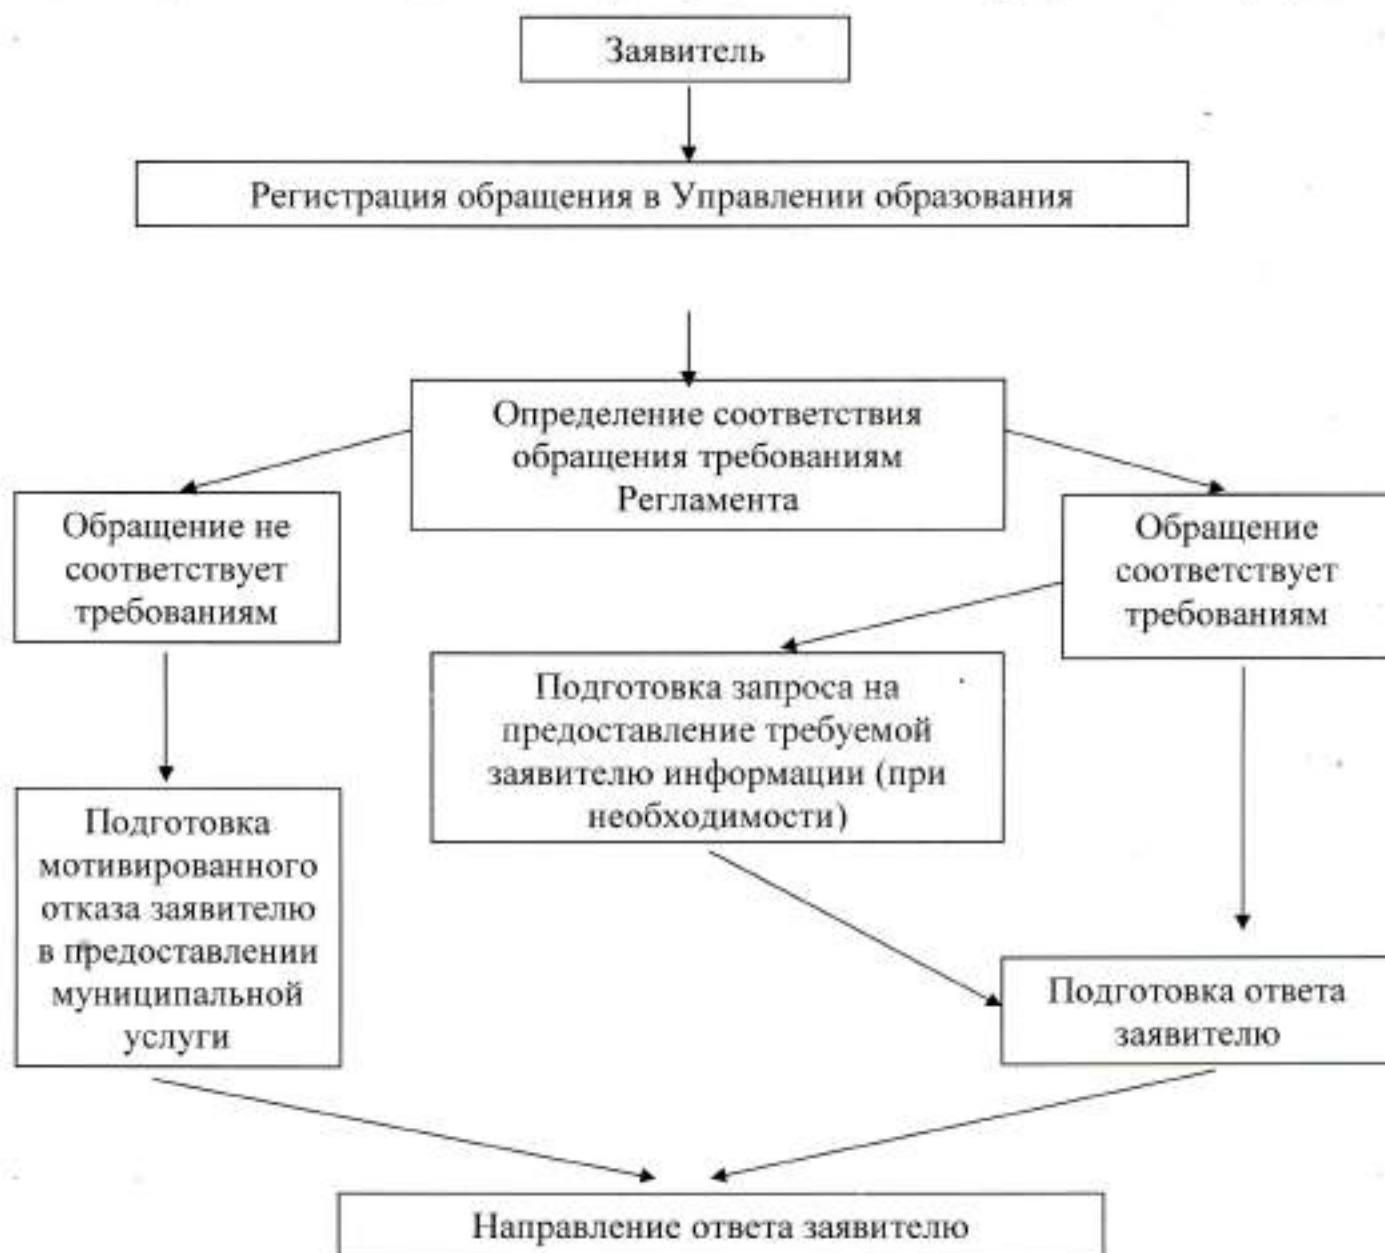 Заявитель
Регистрация обращения в Управлении образования
Определение соответствия
обращения требованиям
Регламента
Обращение не
соответствует
требованиям
Обращение
соответствует
требованиям
Подготовка запроса на
предоставление требуемой
заявителю информации (при
необходимости)
Подготовка
мотивированного
отказа заявителю
в предоставлении
муниципальной
услуги
Подготовка ответа
заявителю
Направление ответа заявителю